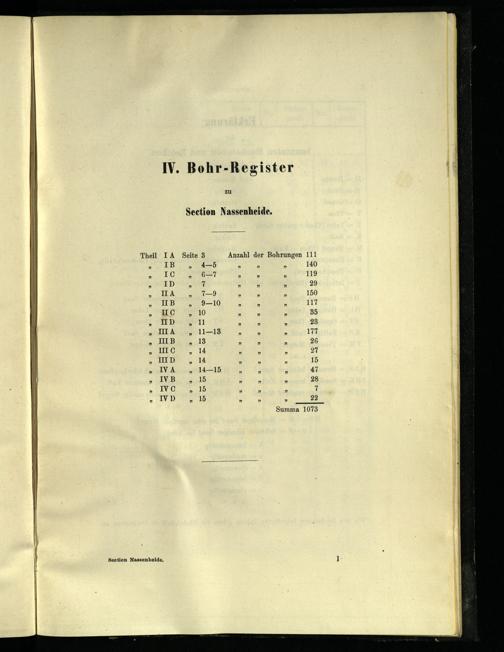 IV. Bohr-Register
zu
Section Nassenheide.
Theil I A Seite 3 Anzahl der Bohrungen 111
„ I B „ 4—5 „ „ „ 140
„ I C „ 6—7 „ „ „ 119
„ I D „ 7 „ „ „ 29
„ II A „ 7—9 „ „ „ 150
„ II B „ 9—10 „ „ „ 117
„ II C „ 10 „ „ „ 35
„ II D „ 11 „ „ „ 23
„ III A „ 11—13 „ „ „ 177
„ III B „ 13 „ „ „ 26
„ III C „ 14 „ „ „ 27
„ III D „ 14 „ „ „ 15
„ IV A „ 14—15 „ „ „ 47
„ IV B „ 15 „ „ „ 28
„ IV C „ 15 „ „ „ 7
„ IV D „ 15 „ „ „ 22
Summa 1073
Section Nassenheide. 1